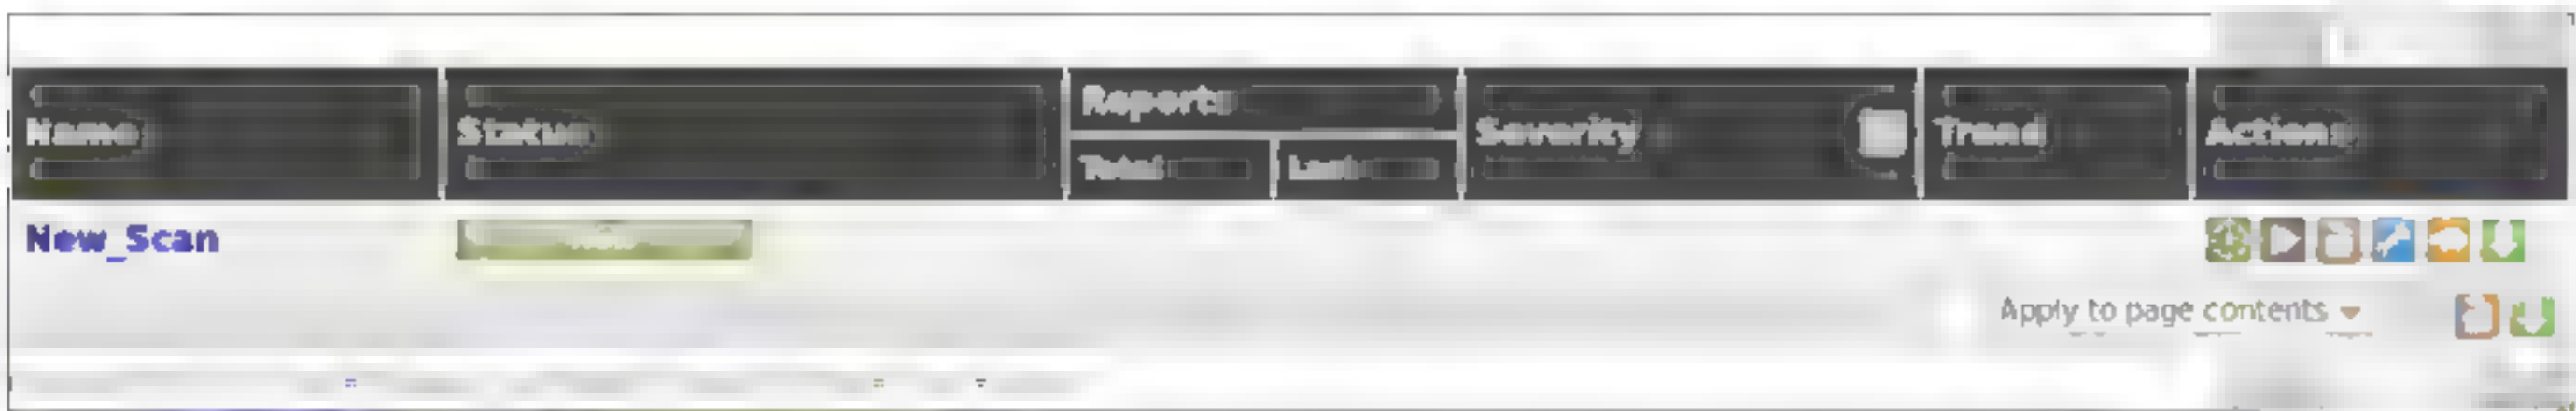 Name Status Reports Severity Trend Actions
Total Last
New_Scan
Apply to page contents